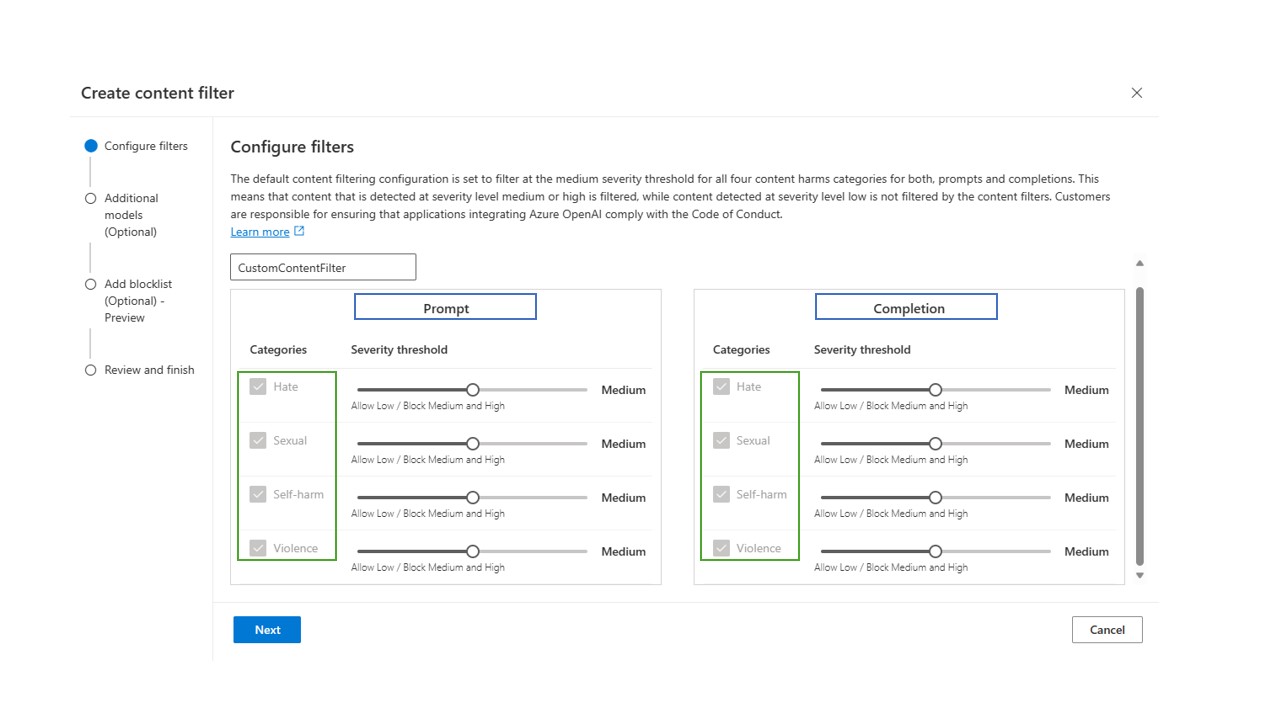 Create content filter
Configure filters
Additional
models
(Optional)
Add blocklist
(Optional) -
Preview
Review and finish
Configure filters
The default content filtering configuration is set to filter at the medium severity threshold for all four content harms categories for both, prompts and completions. This
means that content that is detected at severity level medium or high is filtered, while content detected at severity level low is not filtered by the content filters. Customers
are responsible for ensuring that applications integrating Azure OpenAI comply with the Code of Conduct.
Learn more
CustomContentFilter
Prompt
Categories Severity threshold
Hate Medium
Allow Low / Block Medium and High
Sexual Medium
Allow Low / Block Medium and High
Self-harm Medium
Allow Low / Block Medium and High
Violence Medium
Allow Low / Block Medium and High
Completion
Categories Severity threshold
Hate Medium
Allow Low / Block Medium and High
Sexual Medium
Allow Low / Block Medium and High
Self-harm Medium
Allow Low / Block Medium and High
Violence Medium
Allow Low / Block Medium and High
Next
Cancel